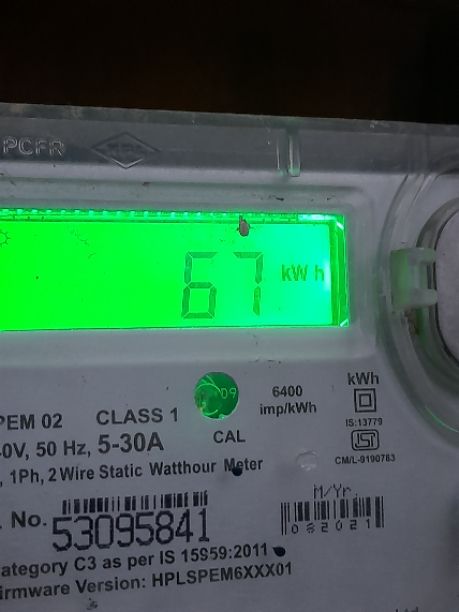 PCFR
67 kWh
6400
imp/kWh
kWh
IS:13779
CM/L-9190783
PEM 02 CLASS 1
0V, 50 Hz, 5-30A
CAL
, 1Ph, 2 Wire Static Watthour Meter
M/Yr.
082021
. No. 53095841
ategory C3 as per IS 15959:2011
irmware Version: HPLSPEM6XXX01